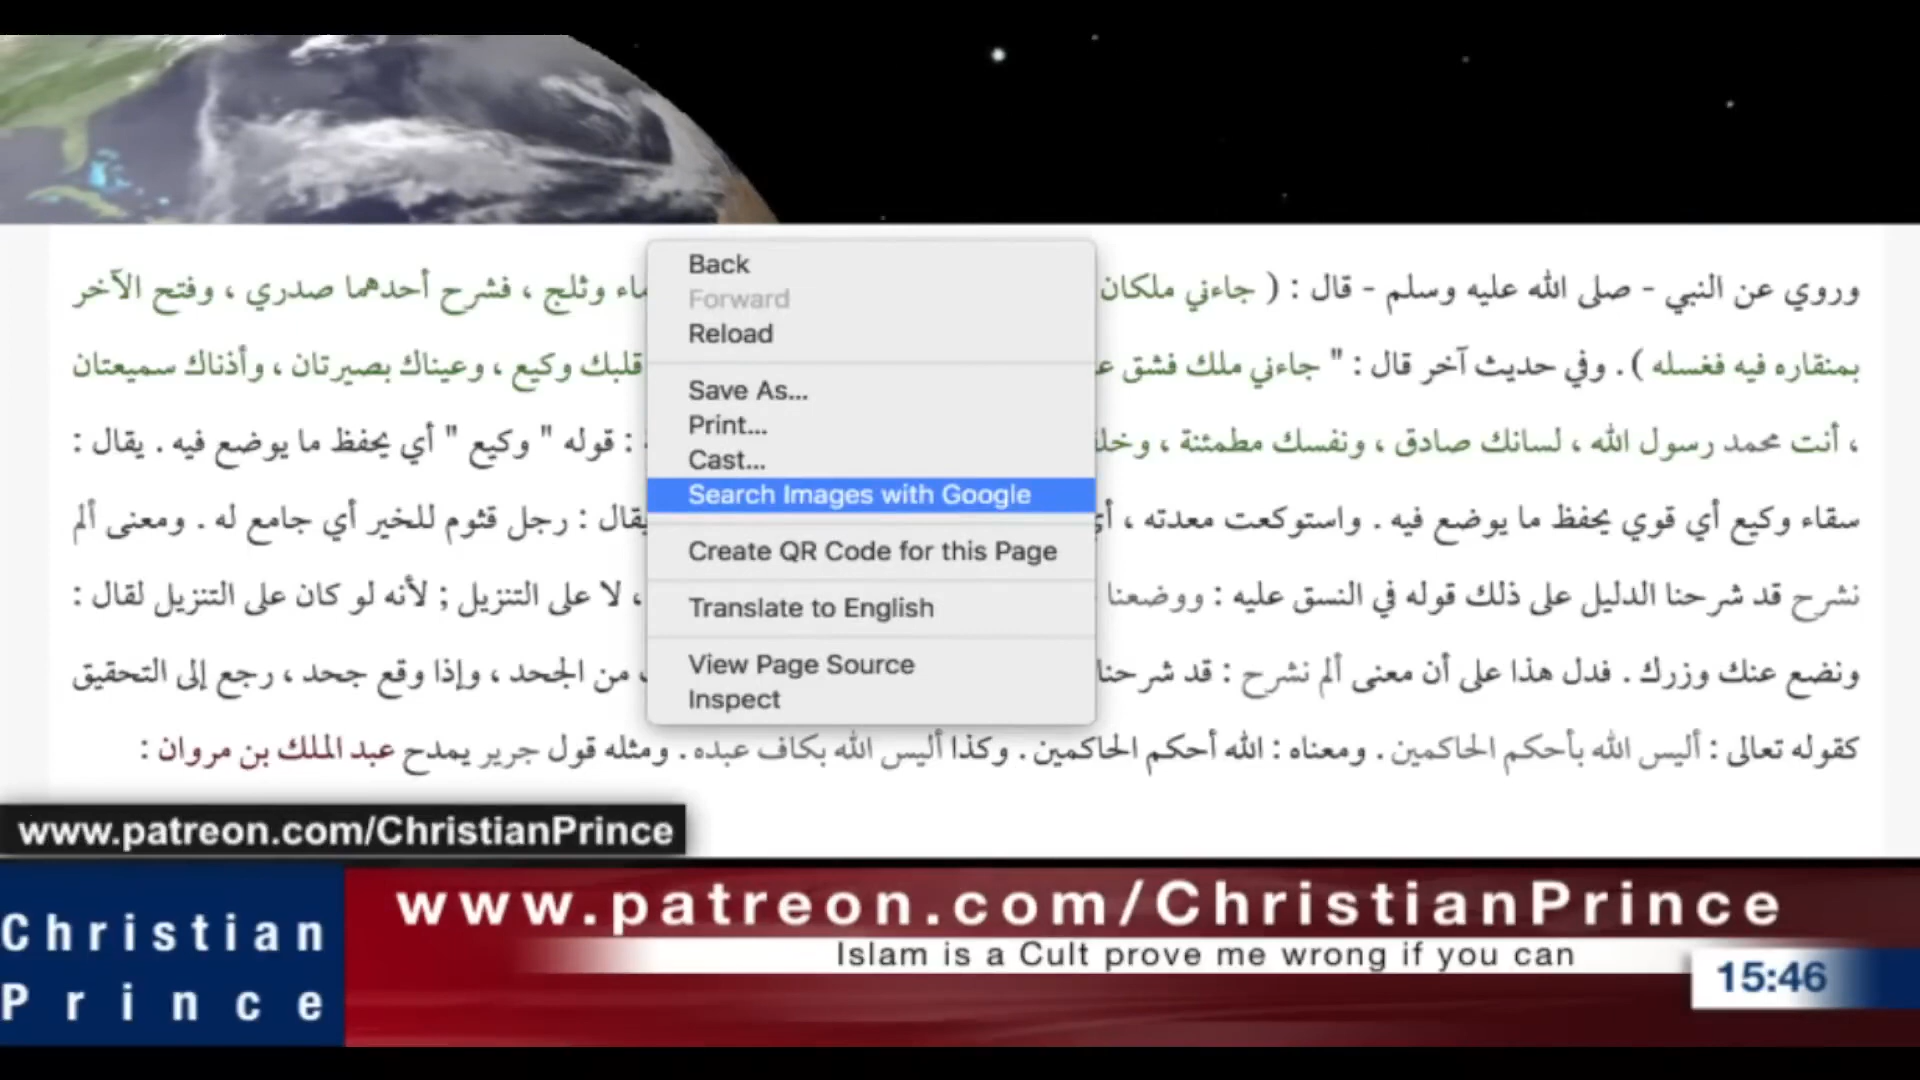 وروي عن النبي - صلى الله عليه وسلم - قال : ( جاءني ملكان
وثلج ، فشرح أحدهما صدري ، وفتح الآخر
بمنقاره فيه فغسله ) . وفي حديث آخر قال : " جاءني ملك فشق
قلبك وكيع ، وعيناك بصيرتان ، وأذناك سميعتان
، أنت محمد رسول الله ، لسانك صادق ، ونفسك مطمئنة ،
: قوله " وكيع " أي يحفظ ما يوضع فيه . يقال :
سقاء وكيع أي قوي يحفظ ما يوضع فيه . واستوكعت معدته ،
: رجل قثوم للخير أي جامع له . ومعنى ألم
نشرح قد شرحنا الدليل على ذلك قوله في النسق عليه : ووضعنا
، لا على التنزيل ; لأنه لو كان على التنزيل لقال :
ونضع عنك وزرك . فدل هذا على أن معنى ألم نشرح : قد شرحنا
من الجحد ، وإذا وقع جحد ، رجع إلى التحقيق
كقوله تعالى : أليس الله بأحكم الحاكمين . ومعناه : الله أحكم الحاكمين . وكذا أليس الله بكاف عبده . ومثله قول جرير يمدح عبد الملك بن مروان :
Back
Forward
Reload
Save As...
Print...
Cast...
Search Images with Google
Create QR Code for this Page
Translate to English
View Page Source
Inspect
www.patreon.com/ChristianPrince
Christian
Prince
www.patreon.com/ChristianPrince
Islam is a Cult prove me wrong if you can
15:46